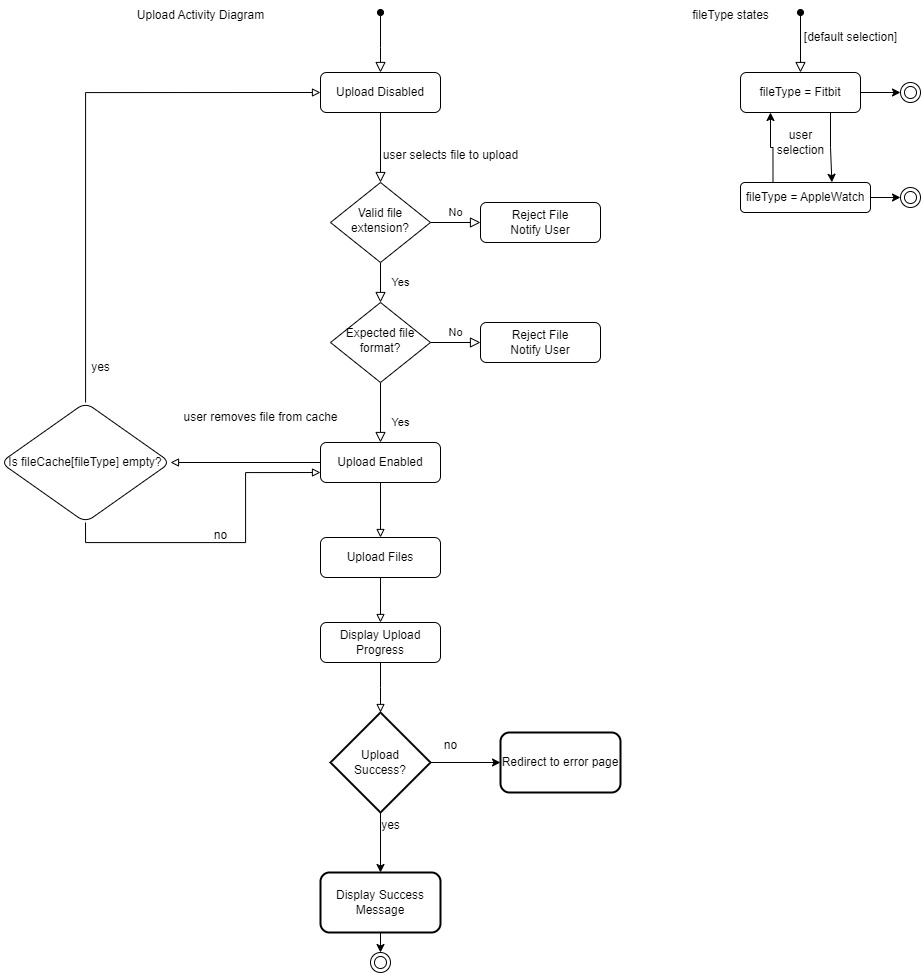 Upload Activity Diagram
fileType states
[default selection]
Upload Disabled
fileType = Fitbit
user
selection
user selects file to upload
fileType = AppleWatch
Valid file
extension?
No
Reject File
Notify User
Yes
Expected file
format?
No
Reject File
Notify User
yes
user removes file from cache
Yes
Is fileCache[fileType] empty?
Upload Enabled
no
Upload Files
Display Upload
Progress
Upload
Success?
no
Redirect to error page
yes
Display Success
Message